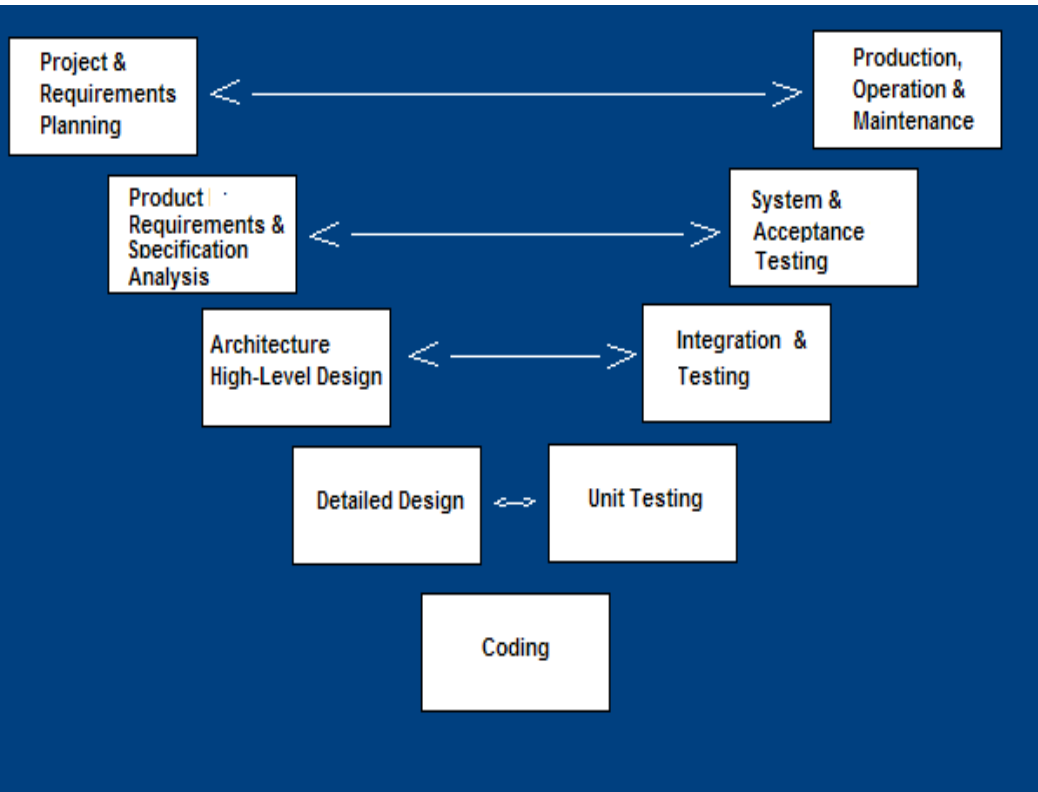 Project &
Requirements
Planning
Production,
Operation &
Maintenance
Product
Requirements &
Specification
Analysis
System &
Acceptance
Testing
Architecture
High-Level Design
Integration &
Testing
Detailed Design
Unit Testing
Coding